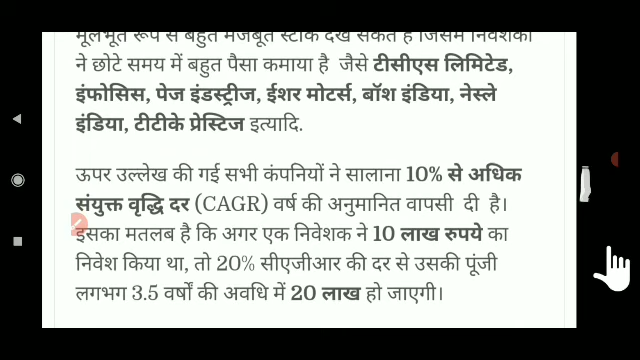 मूलभूत रूप से बहुत मजबूत स्टॉक देख सकते हैं जिसमें निवेशकों
ने छोटे समय में बहुत पैसा कमाया है जैसे टीसीएस लिमिटेड,
इंफोसिस, पेज इंडस्ट्रीज, ईशर मोटर्स, बॉश इंडिया, नेस्ले
इंडिया, टीटीके प्रेस्टिज इत्यादि.
ऊपर उल्लेख की गई सभी कंपनियों ने सालाना 10% से अधिक
संयुक्त वृद्धि दर (CAGR) वर्ष की अनुमानित वापसी दी है।
इसका मतलब है कि अगर एक निवेशक ने 10 लाख रुपये का
निवेश किया था, तो 20% सीएजीआर की दर से उसकी पूंजी
लगभग 3.5 वर्षों की अवधि में 20 लाख हो जाएगी।